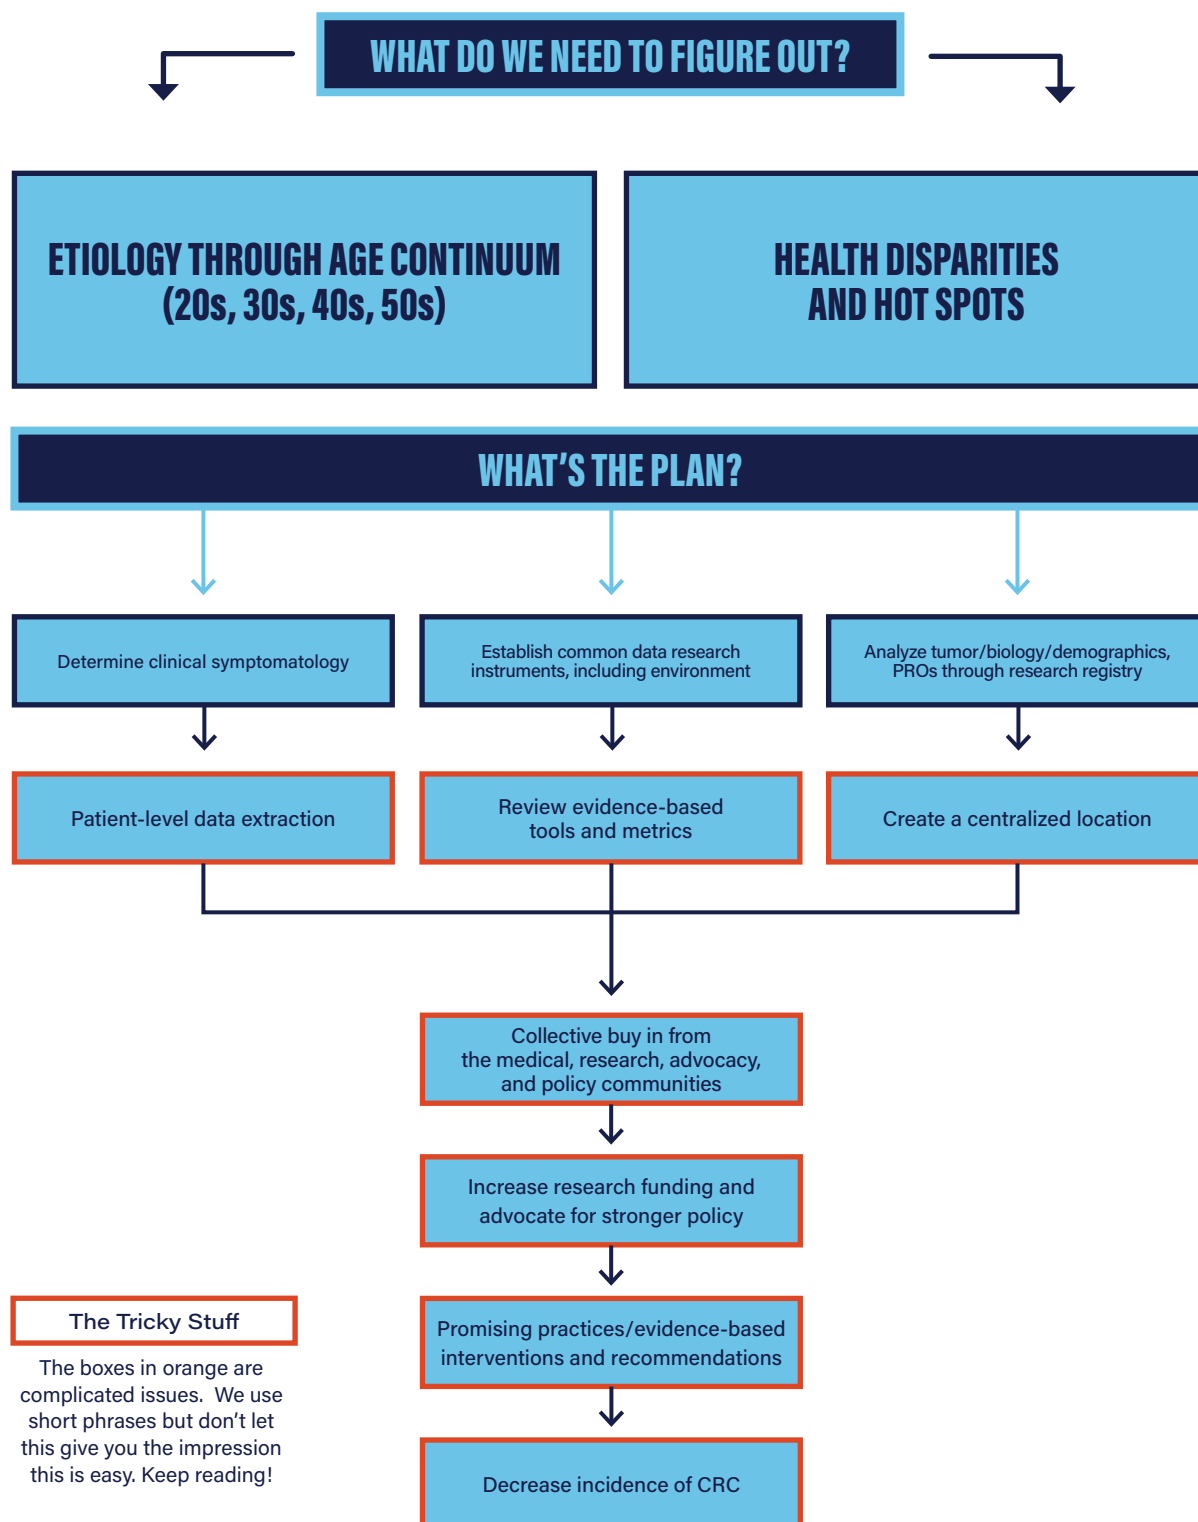 WHAT DO WE NEED TO FIGURE OUT?
ETIOLOGY THROUGH AGE CONTINUUM
(20s, 30s, 40s, 50s)
HEALTH DISPARITIES
AND HOT SPOTS
WHAT'S THE PLAN?
Determine clinical symptomatology
Establish common data research
instruments, including environment
Analyze tumor/biology/demographics,
PROs through research registry
Patient-level data extraction
Review evidence-based
tools and metrics
Create a centralized location
Collective buy in from
the medical, research, advocacy,
and policy communities
Increase research funding and
advocate for stronger policy
Promising practices/evidence-based
interventions and recommendations
Decrease incidence of CRC
The Tricky Stuff
The boxes in orange are
complicated issues.  We use
short phrases but don't let
this give you the impression
this is easy. Keep reading!